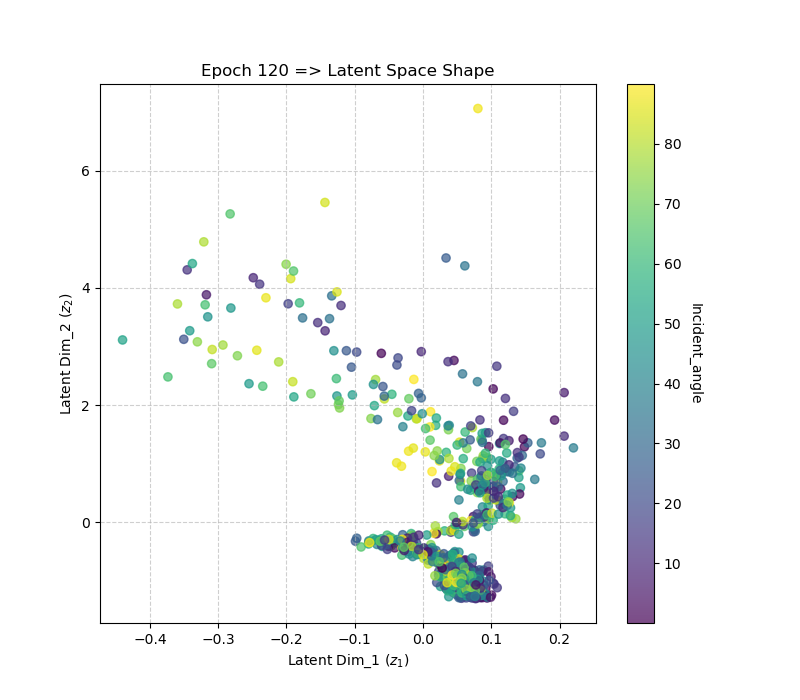 Epoch 120 => Latent Space Shape
Latent Dim_2 (z₂)
6
4
2
0
−0.4 −0.3 −0.2 −0.1 0.0 0.1 0.2
Latent Dim_1 (z₁)
80
70
60
50
40
30
20
10
Incident_angle